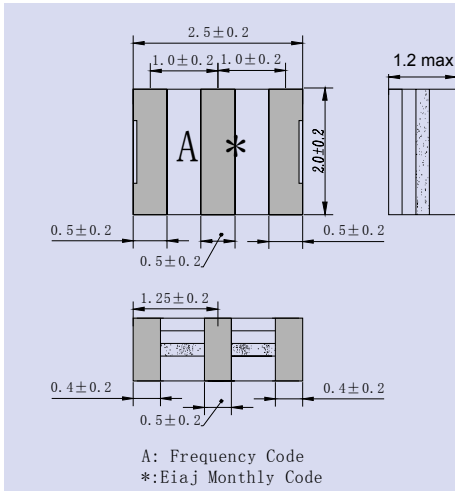 2.5±0.2
1.0±0.2 1.0±0.2
1.2 max
A *
2.0±0.2
0.5±0.2 0.5±0.2
0.5±0.2
1.25±0.2
0.4±0.2 0.4±0.2
0.5±0.2
A: Frequency Code
*:Eiaj Monthly Code